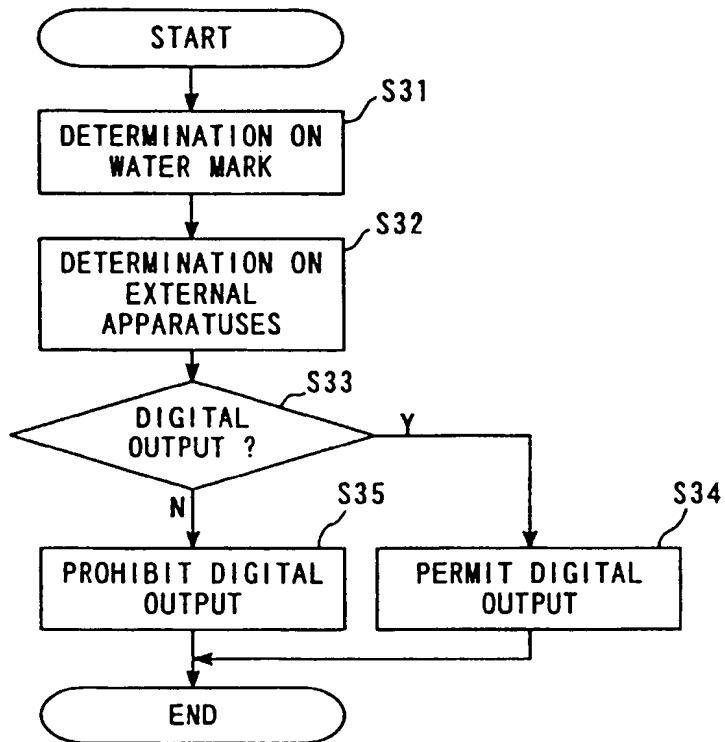 START
S31
DETERMINATION ON
WATER MARK
S32
DETERMINATION ON
EXTERNAL
APPARATUSES
S33
DIGITAL
OUTPUT ?
Y
N
S35
S34
PROHIBIT DIGITAL
OUTPUT
PERMIT DIGITAL
OUTPUT
END